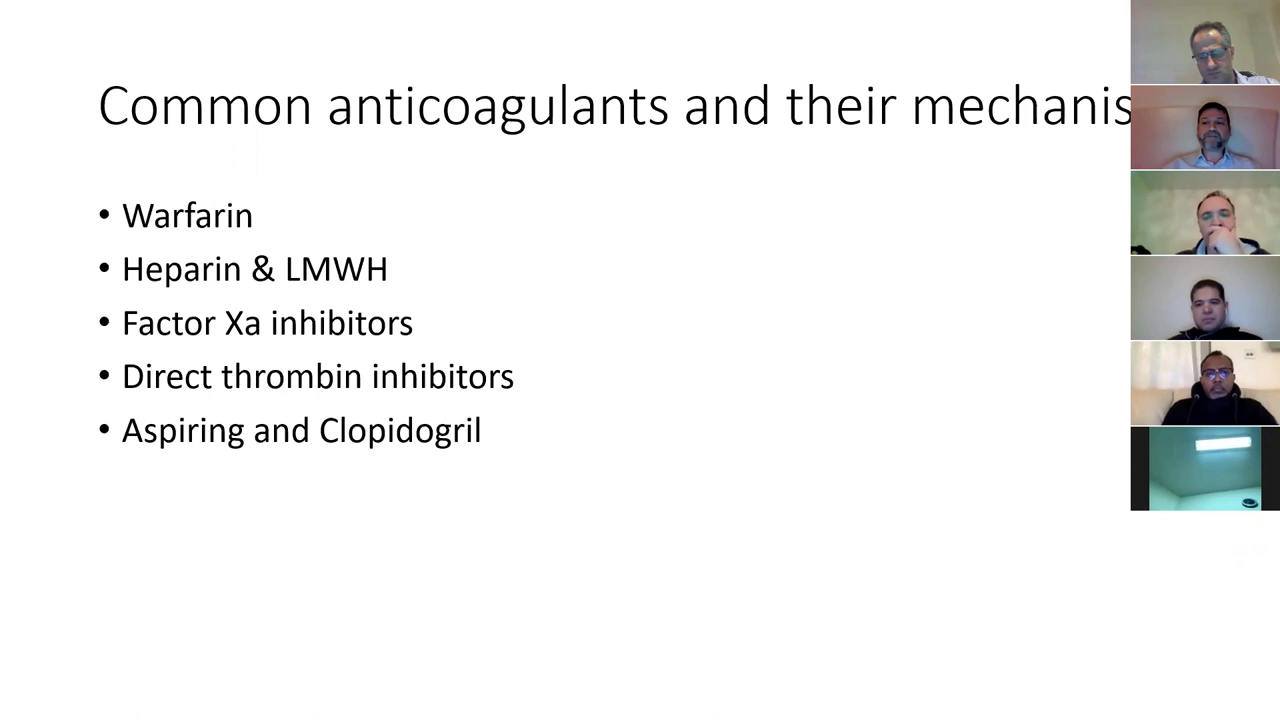 Common anticoagulants and their mechanis
• Warfarin
• Heparin & LMWH
• Factor Xa inhibitors
• Direct thrombin inhibitors
• Aspiring and Clopidogril